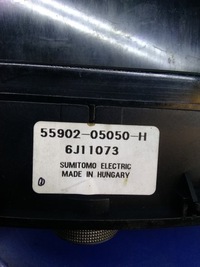 55902-05050-H
6J11073
SUMITOMO ELECTRIC
MADE IN HUNGARY